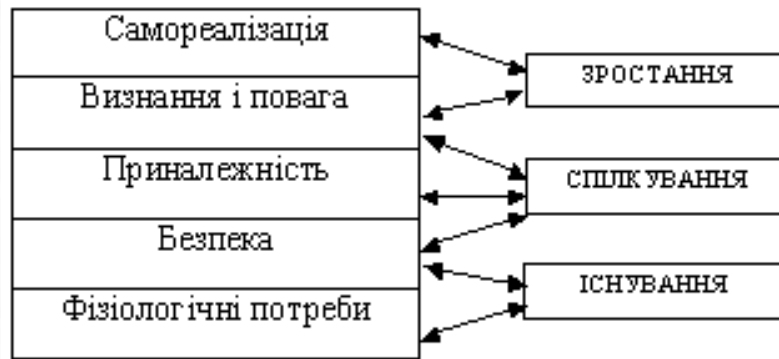 Самореалізація
Визнання і повага
Приналежність
Безпека
Фізіологічні потреби
ЗРОСТАННЯ
СПІЛКУВАННЯ
ІСНУВАННЯ